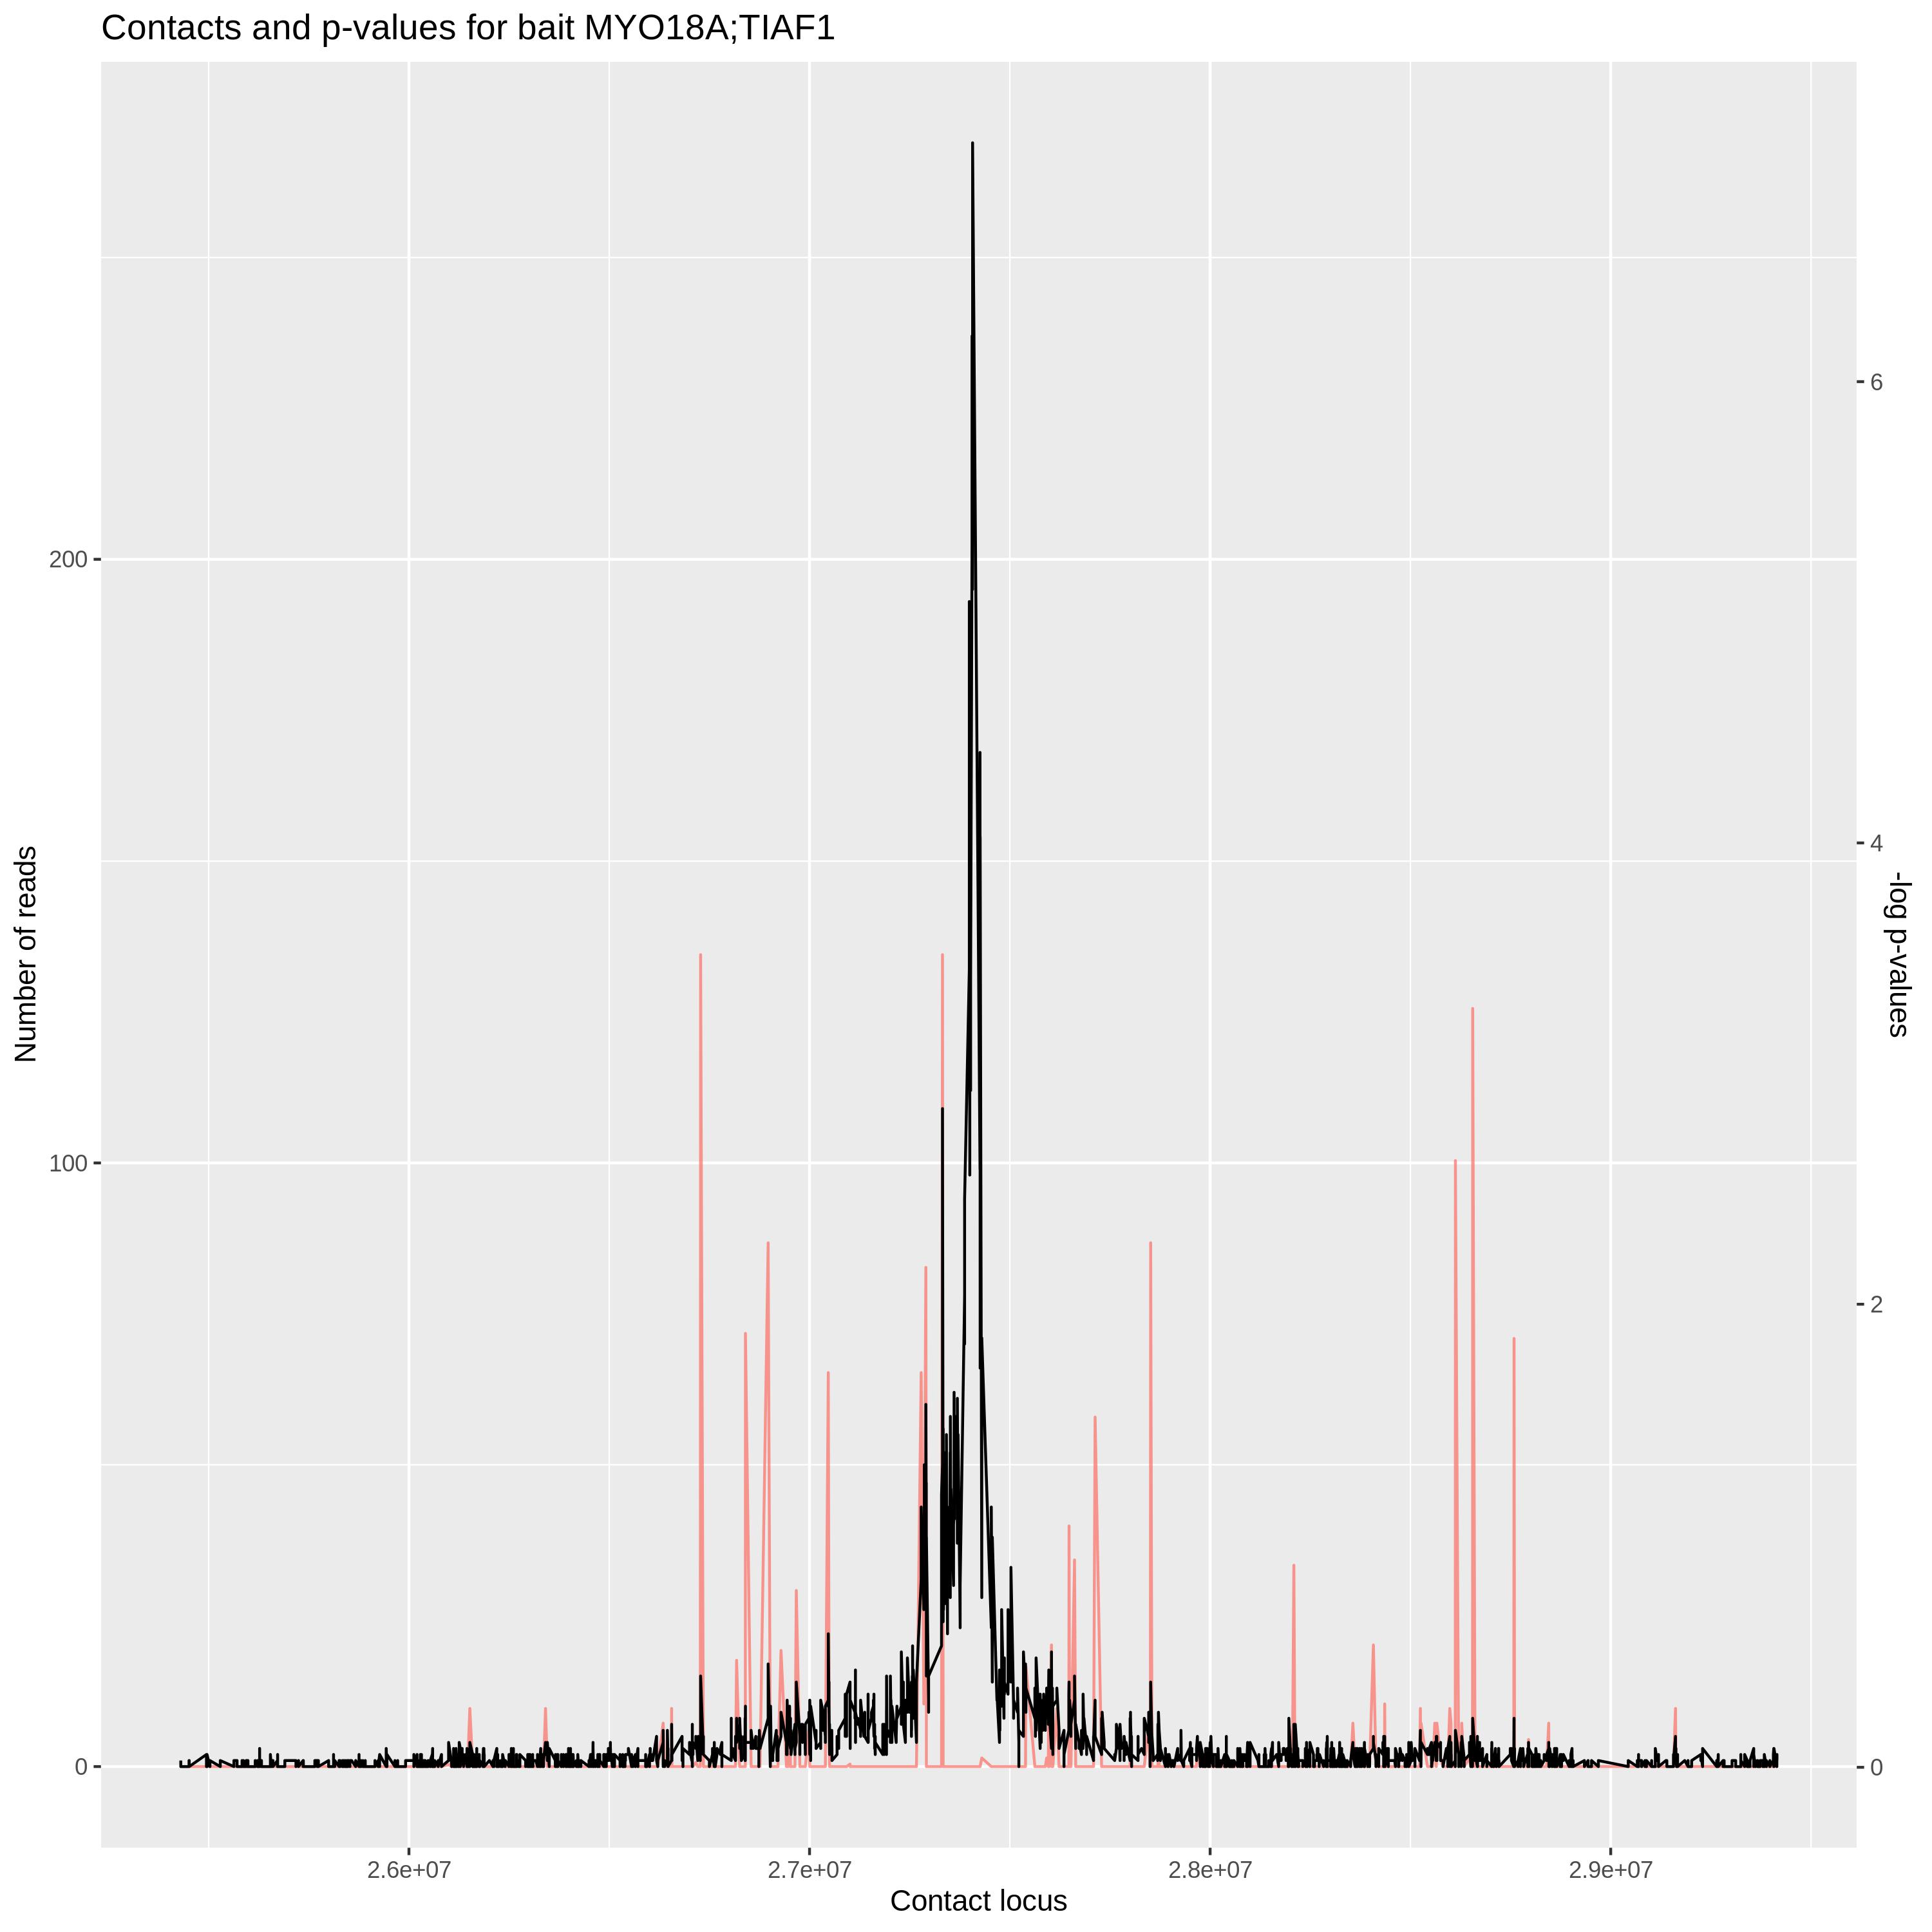 Contacts and p-values for bait MYO18A;TIAF1
Number of reads
200
100
0
6
4
2
0
-log p-values
2.6e+07
2.7e+07
2.8e+07
2.9e+07
Contact locus